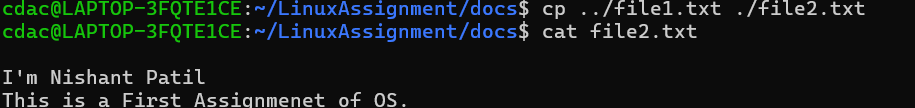 cdac@LAPTOP-3FQTE1CE:~/LinuxAssignment/docs$ cp ../file1.txt ./file2.txt
cdac@LAPTOP-3FQTE1CE:~/LinuxAssignment/docs$ cat file2.txt
I'm Nishant Patil
This is a First Assignmenet of OS.